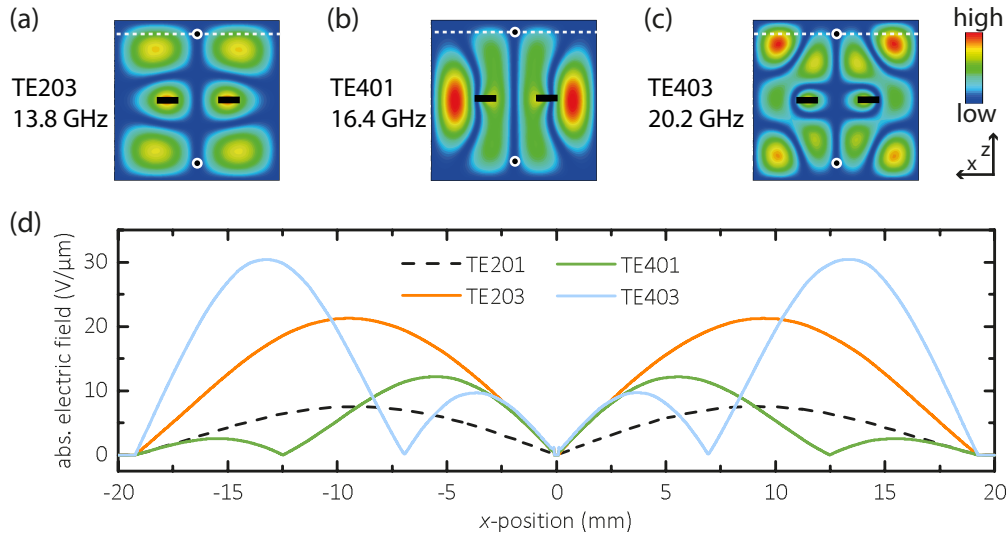 (a)
TE203
13.8 GHz
(b)
TE401
16.4 GHz
(c)
TE403
20.2 GHz
high
low
z
x
(d)
abs. electric field (V/μm)
30
20
10
0
TE201
TE401
TE203
TE403
-20 -15 -10 -5 0 5 10 15 20
x-position (mm)